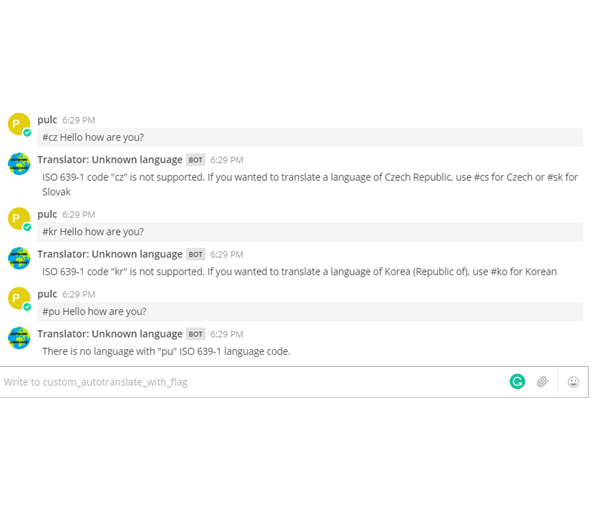 P
pulc 6:29 PM
#cz Hello how are you?
Translator: Unknown language BOT 6:29 PM
ISO 639-1 code "cz" is not supported. If you wanted to translate a language of Czech Republic, use #cs for Czech or #sk for
Slovak
P
pulc 6:29 PM
#kr Hello how are you?
Translator: Unknown language BOT 6:29 PM
ISO 639-1 code "kr" is not supported. If you wanted to translate a language of Korea (Republic of), use #ko for Korean
P
pulc 6:29 PM
#pu Hello how are you?
Translator: Unknown language BOT 6:29 PM
There is no language with "pu" ISO 639-1 language code.
Write to custom_autotranslate_with_flag